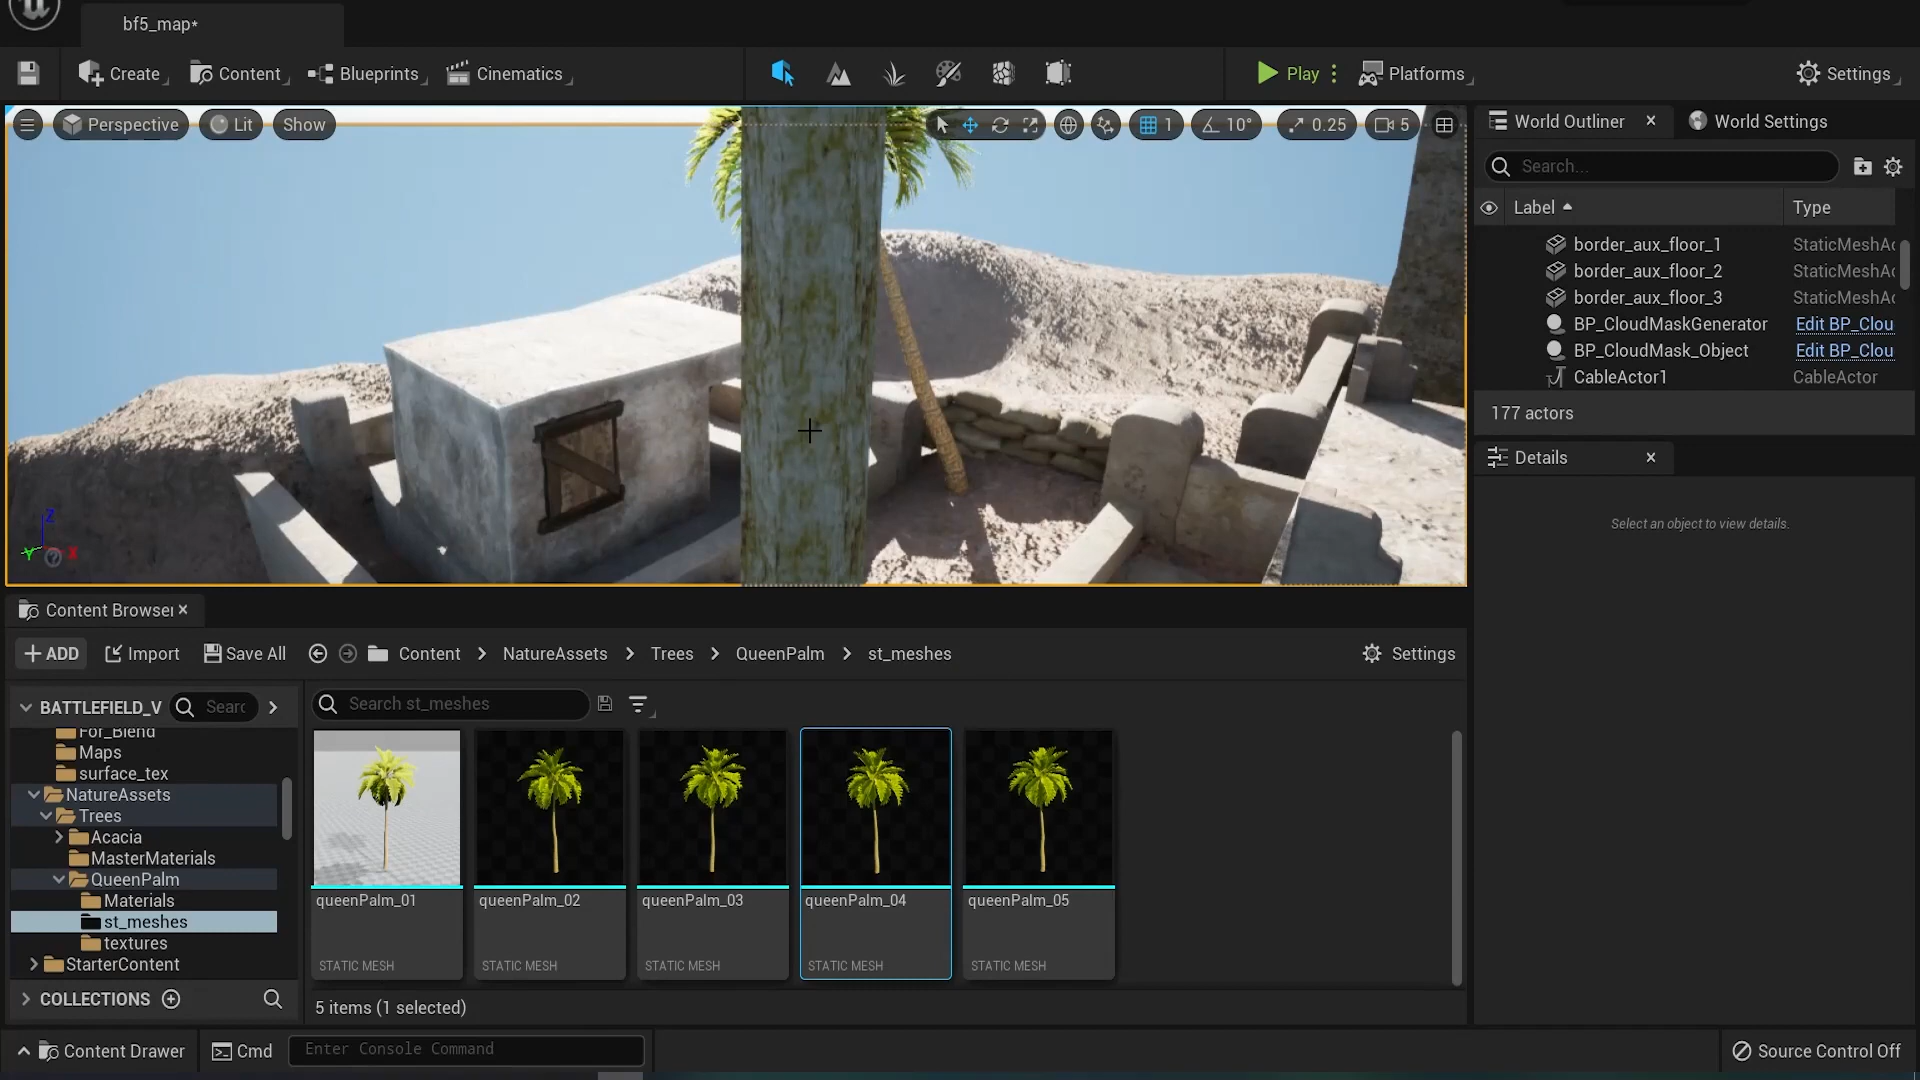 bf5_map*
Create
Content
Blueprints
Cinematics
Play
Platforms
Settings
Perspective
Lit
Show
1
10°
0.25
5
Z
X
World Outliner
World Settings
Search...
Label
Type
border_aux_floor_1
StaticMeshAc
border_aux_floor_2
StaticMeshAc
border_aux_floor_3
StaticMeshAc
BP_CloudMaskGenerator
Edit BP_Clou
BP_CloudMask_Object
Edit BP_Clou
CableActor1
CableActor
177 actors
Details
Select an object to view details.
Content Browser
ADD
Import
Save All
Content
NatureAssets
Trees
QueenPalm
st_meshes
Settings
BATTLEFIELD_V
Searc
Search st_meshes
For_Blend
Maps
surface_tex
NatureAssets
Trees
Acacia
MasterMaterials
QueenPalm
Materials
st_meshes
textures
StarterContent
COLLECTIONS
queenPalm_01
STATIC MESH
queenPalm_02
STATIC MESH
queenPalm_03
STATIC MESH
queenPalm_04
STATIC MESH
queenPalm_05
STATIC MESH
5 items (1 selected)
Content Drawer
Cmd
Enter Console Command
Source Control Off